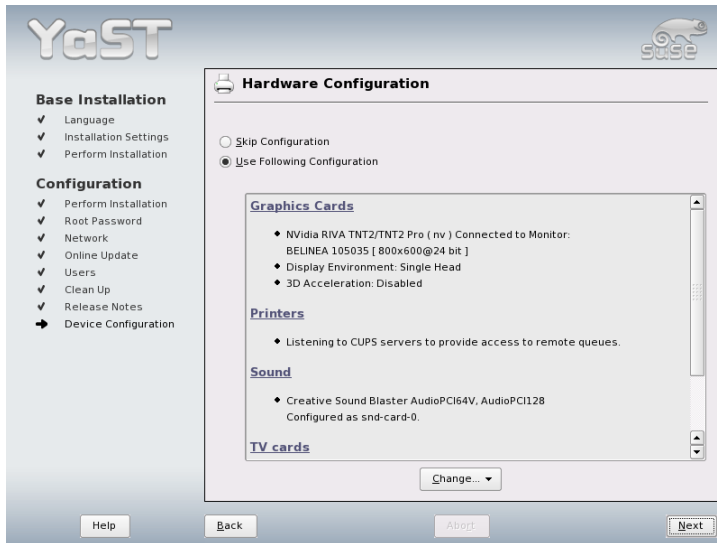 YaST
SUSE
Base Installation
Language
Installation Settings
Perform Installation
Configuration
Perform Installation
Root Password
Network
Online Update
Users
Clean Up
Release Notes
Device Configuration
Hardware Configuration
Skip Configuration
Use Following Configuration
Graphics Cards
NVidia RIVA TNT2/TNT2 Pro ( nv ) Connected to Monitor:
BELINEA 105035 [ 800x600@24 bit ]
Display Environment: Single Head
3D Acceleration: Disabled
Printers
Listening to CUPS servers to provide access to remote queues.
Sound
Creative Sound Blaster AudioPCI64V, AudioPCI128
Configured as snd-card-0.
TV cards
Change...
Help
Back
Abort
Next